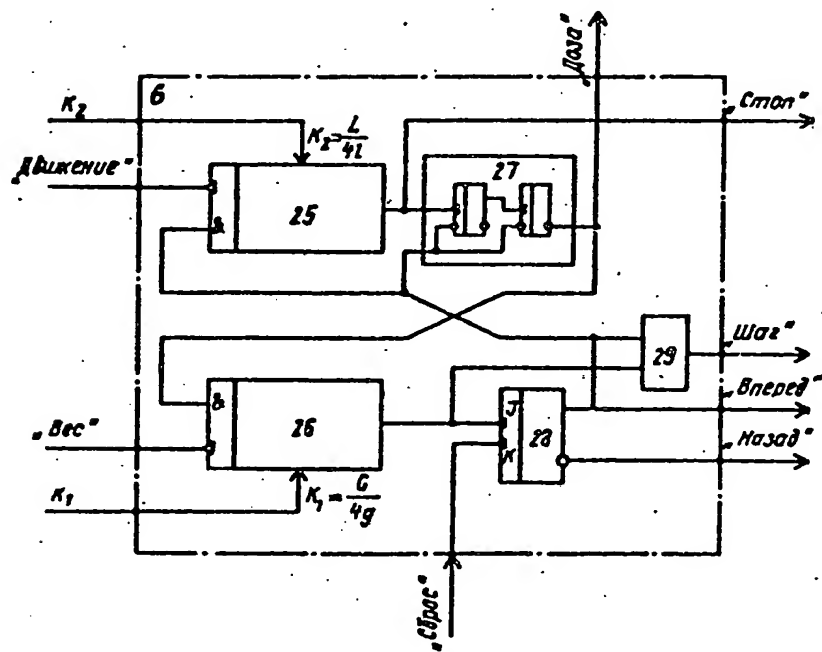 „Доза"
6
K₂
„Стоп"
K₂ = L/4l
„Движение"
27
&
25
„Шаг"
29
„Вперед"
&
26
J
28
„Вес"
K
„Назад"
K₁ = G/4g
K₁
„Сброс"